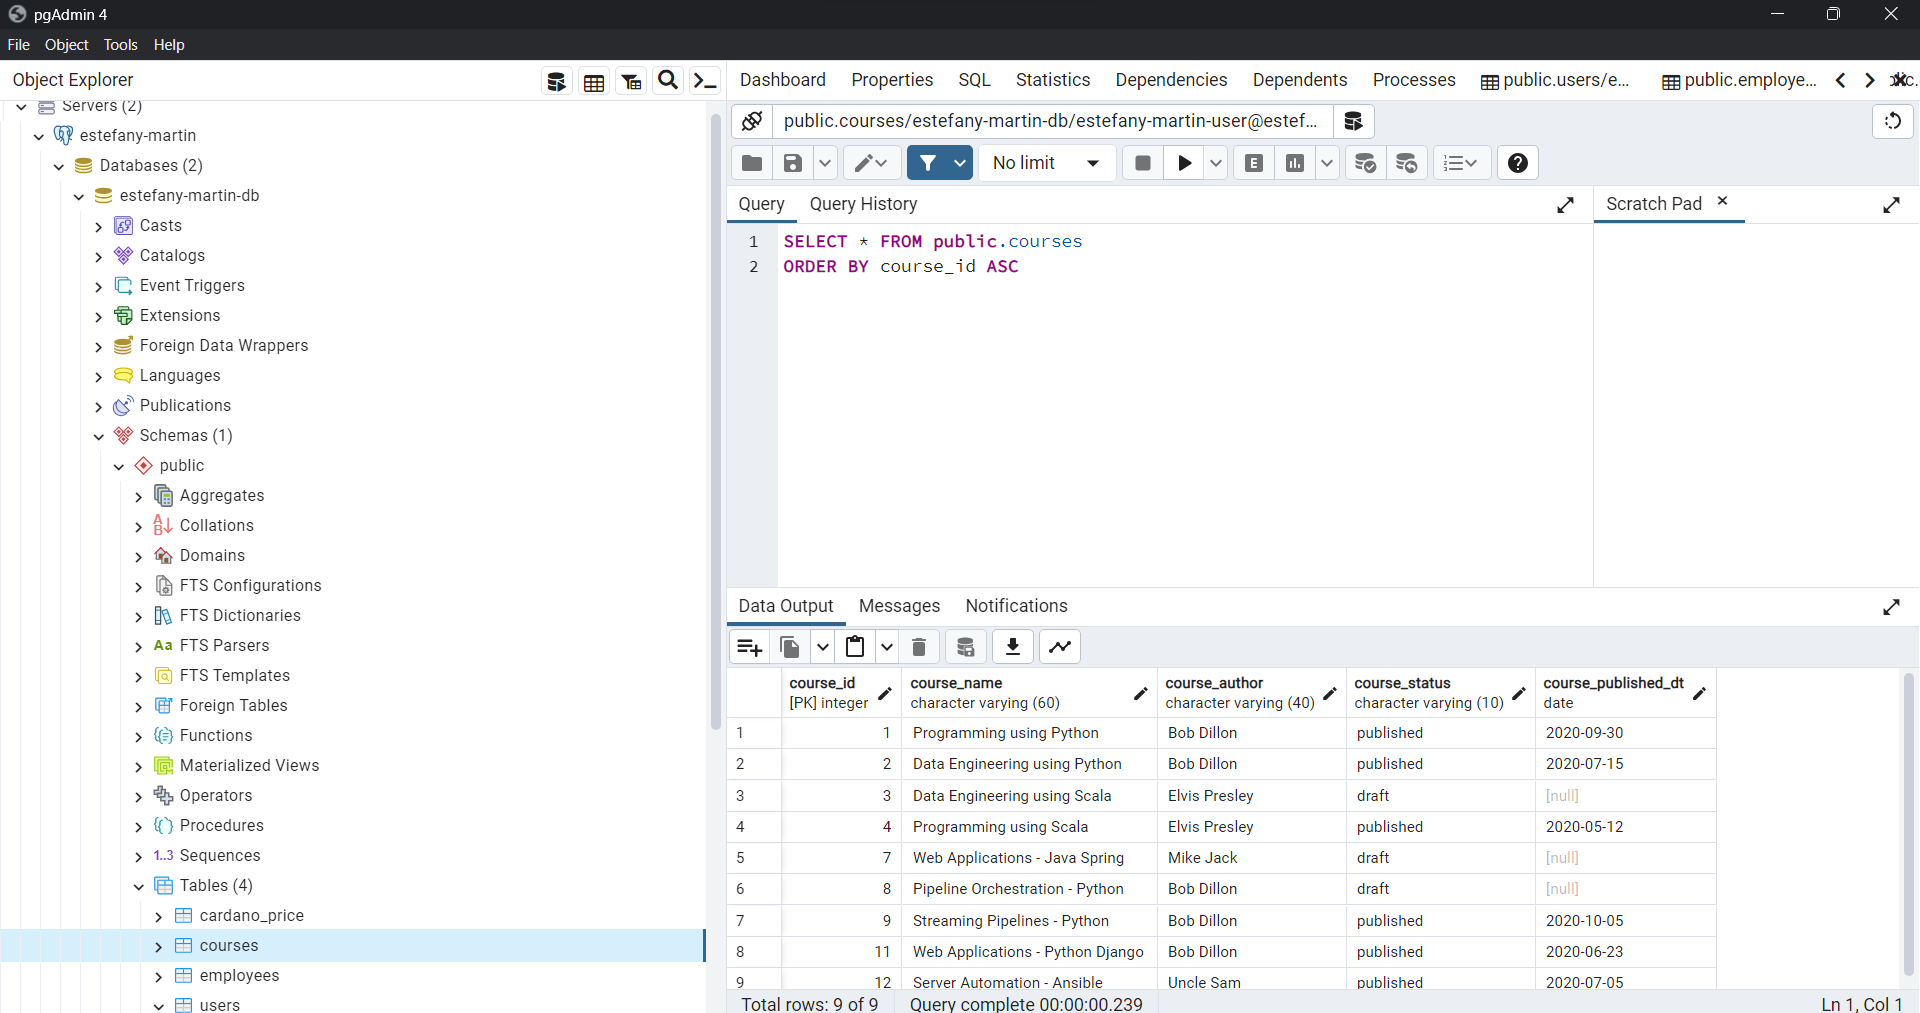 pgAdmin 4
File Object Tools Help
Object Explorer
Servers (2)
estefany-martin
Databases (2)
estefany-martin-db
Casts
Catalogs
Event Triggers
Extensions
Foreign Data Wrappers
Languages
Publications
Schemas (1)
public
Aggregates
Collations
Domains
FTS Configurations
FTS Dictionaries
Aa FTS Parsers
FTS Templates
Foreign Tables
Functions
Materialized Views
Operators
Procedures
1..3 Sequences
Tables (4)
cardano_price
courses
employees
users
Dashboard Properties SQL Statistics Dependencies Dependents Processes public.users/e... public.employe...
public.courses/estefany-martin-db/estefany-martin-user@estef...
No limit
E
Query Query History
Scratch Pad
1 SELECT * FROM public.courses
2 ORDER BY course_id ASC
Data Output Messages Notifications
course_id course_name course_author course_status course_published_dt
[PK] integer character varying (60) character varying (40) character varying (10) date
1 1 Programming using Python Bob Dillon published 2020-09-30
2 2 Data Engineering using Python Bob Dillon published 2020-07-15
3 3 Data Engineering using Scala Elvis Presley draft [null]
4 4 Programming using Scala Elvis Presley published 2020-05-12
5 7 Web Applications - Java Spring Mike Jack draft [null]
6 8 Pipeline Orchestration - Python Bob Dillon draft [null]
7 9 Streaming Pipelines - Python Bob Dillon published 2020-10-05
8 11 Web Applications - Python Django Bob Dillon published 2020-06-23
9 12 Server Automation - Ansible Uncle Sam published 2020-07-05
Total rows: 9 of 9 Query complete 00:00:00.239 Ln 1, Col 1